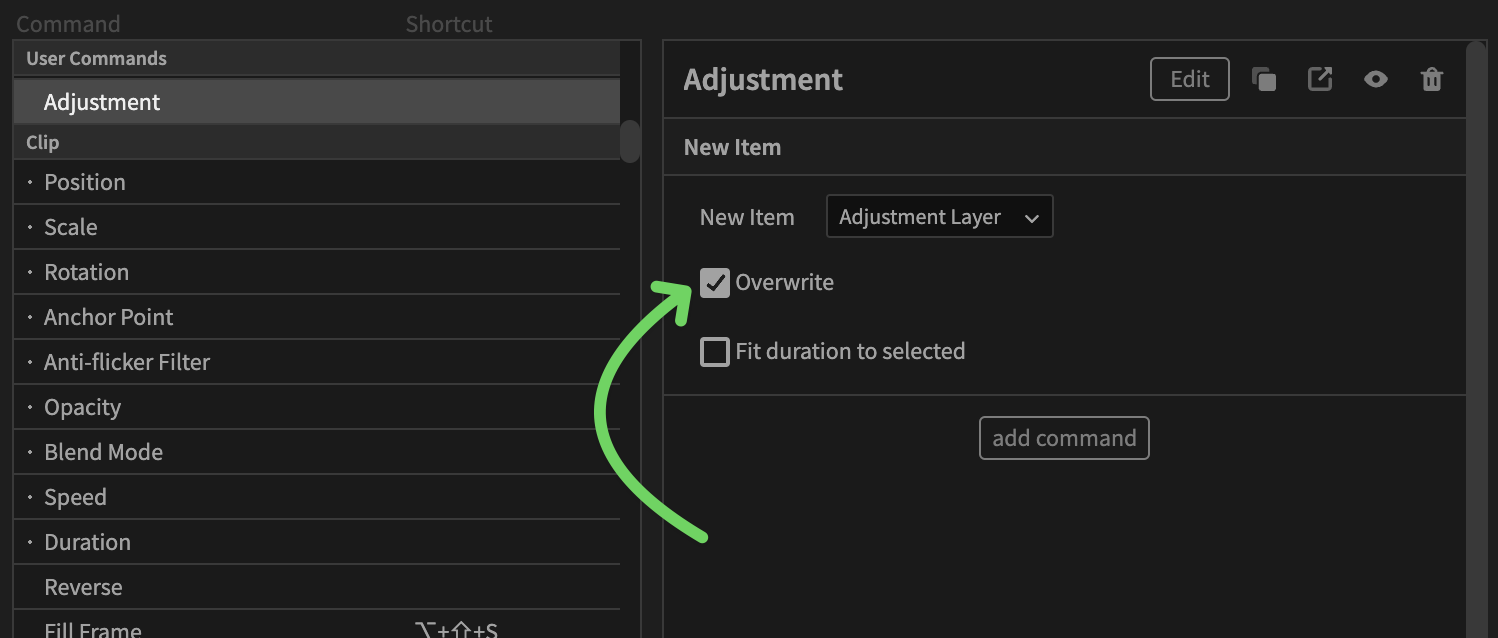 Command Shortcut
User Commands
Adjustment
Clip
· Position
· Scale
· Rotation
· Anchor Point
· Anti-flicker Filter
· Opacity
· Blend Mode
· Speed
· Duration
Reverse
Fill Frame ⌥+⇧+S
Adjustment Edit
New Item
New Item Adjustment Layer
Overwrite
Fit duration to selected
add command